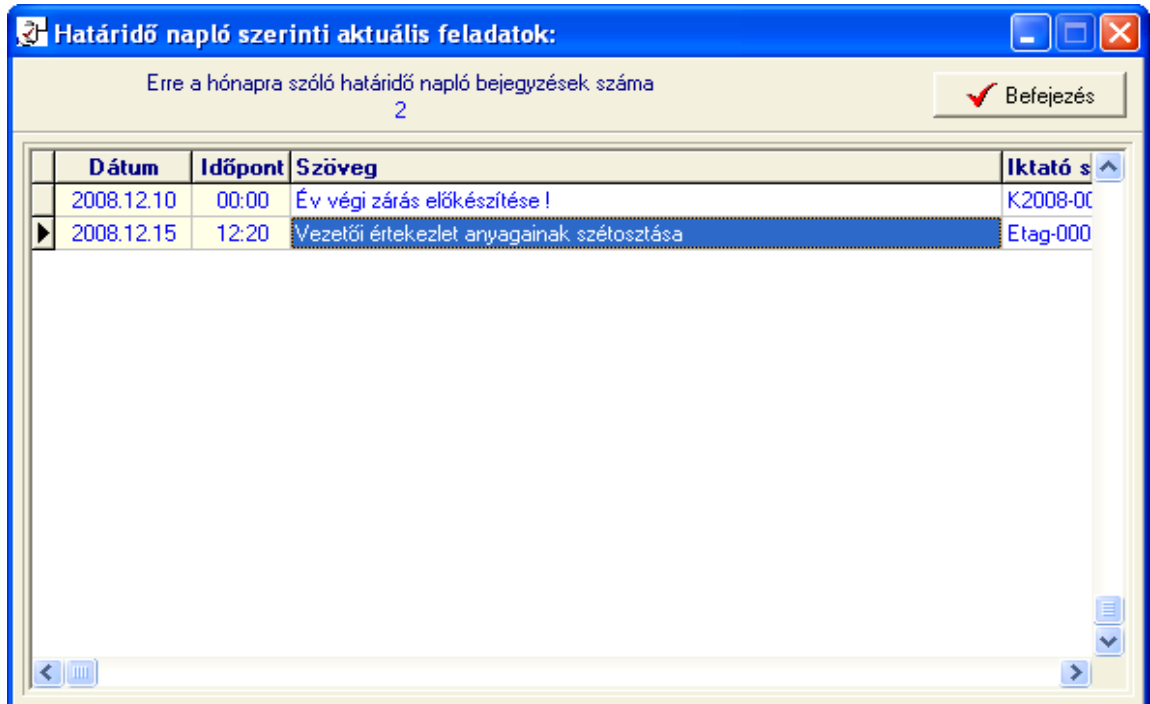 Határidő napló szerinti aktuális feladatok:
Erre a hónapra szóló határidő napló bejegyzések száma
2
Befejezés
Dátum Időpont Szöveg Iktató s
2008.12.10 00:00 Év végi zárás előkészítése ! K2008-00
2008.12.15 12:20 Vezetői értekezlet anyagainak szétosztása Etag-000